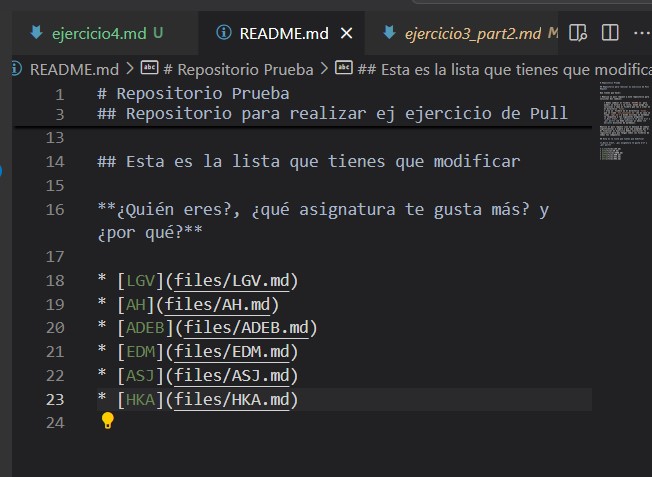 ejercicio4.md U README.md ejercicio3_part2.md M
README.md > # Repositorio Prueba > ## Esta es la lista que tienes que modifica
1 # Repositorio Prueba
3 ## Repositorio para realizar ej ejercicio de Pull
13
14 ## Esta es la lista que tienes que modificar
15
16 **¿Quién eres?, ¿qué asignatura te gusta más? y
¿por qué?**
17
18 * [LGV](files/LGV.md)
19 * [AH](files/AH.md)
20 * [ADEB](files/ADEB.md)
21 * [EDM](files/EDM.md)
22 * [ASJ](files/ASJ.md)
23 * [HKA](files/HKA.md)
24